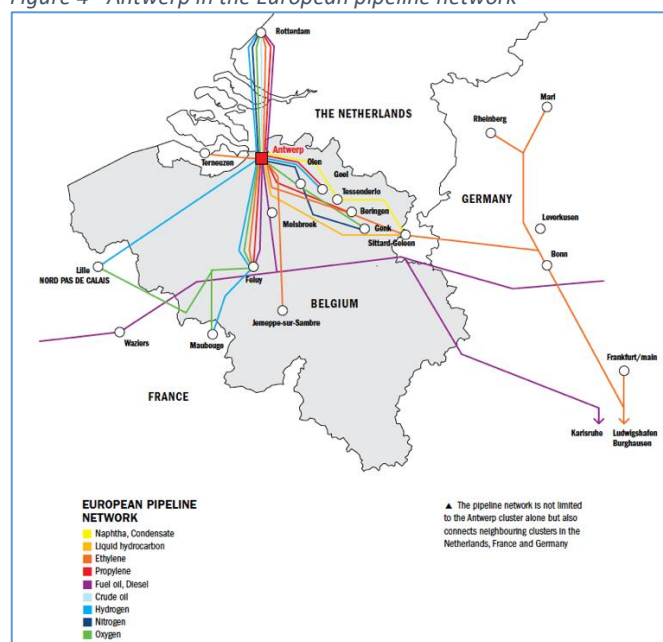 Figure 4 - Antwerp in the European pipeline network
Rotterdam
THE NETHERLANDS
Marl
Rheinberg
Antwerp
Terneuzen
Olen
Geel
Tessenderlo
GERMANY
Beringen
Leverkusen
Melsbroek
Genk
Sittard-Geleen
Bonn
Lille
NORD PAS DE CALAIS
Feluy
BELGIUM
Jemeppe-sur-Sambre
Waziers
Maubeuge
Frankfurt/main
FRANCE
Karlsruhe
Ludwigshafen
Burghausen
EUROPEAN PIPELINE
NETWORK
Naphtha, Condensate
Liquid hydrocarbon
Ethylene
Propylene
Fuel oil, Diesel
Crude oil
Hydrogen
Nitrogen
Oxygen
▲ The pipeline network is not limited
to the Antwerp cluster alone but also
connects neighbouring clusters in the
Netherlands, France and Germany